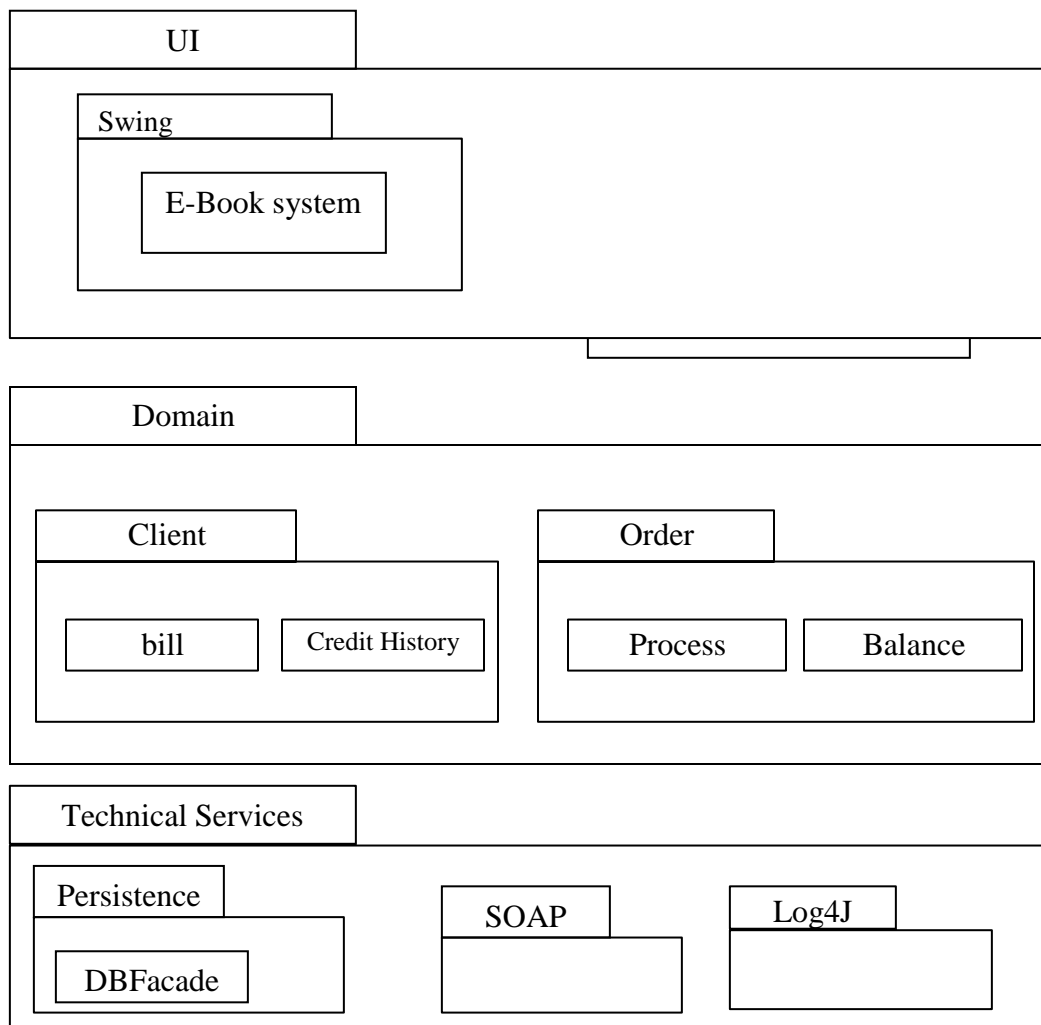 UI
Swing
E-Book system
Domain
Client
Order
bill
Credit History
Process
Balance
Technical Services
Persistence
SOAP
Log4J
DBFacade